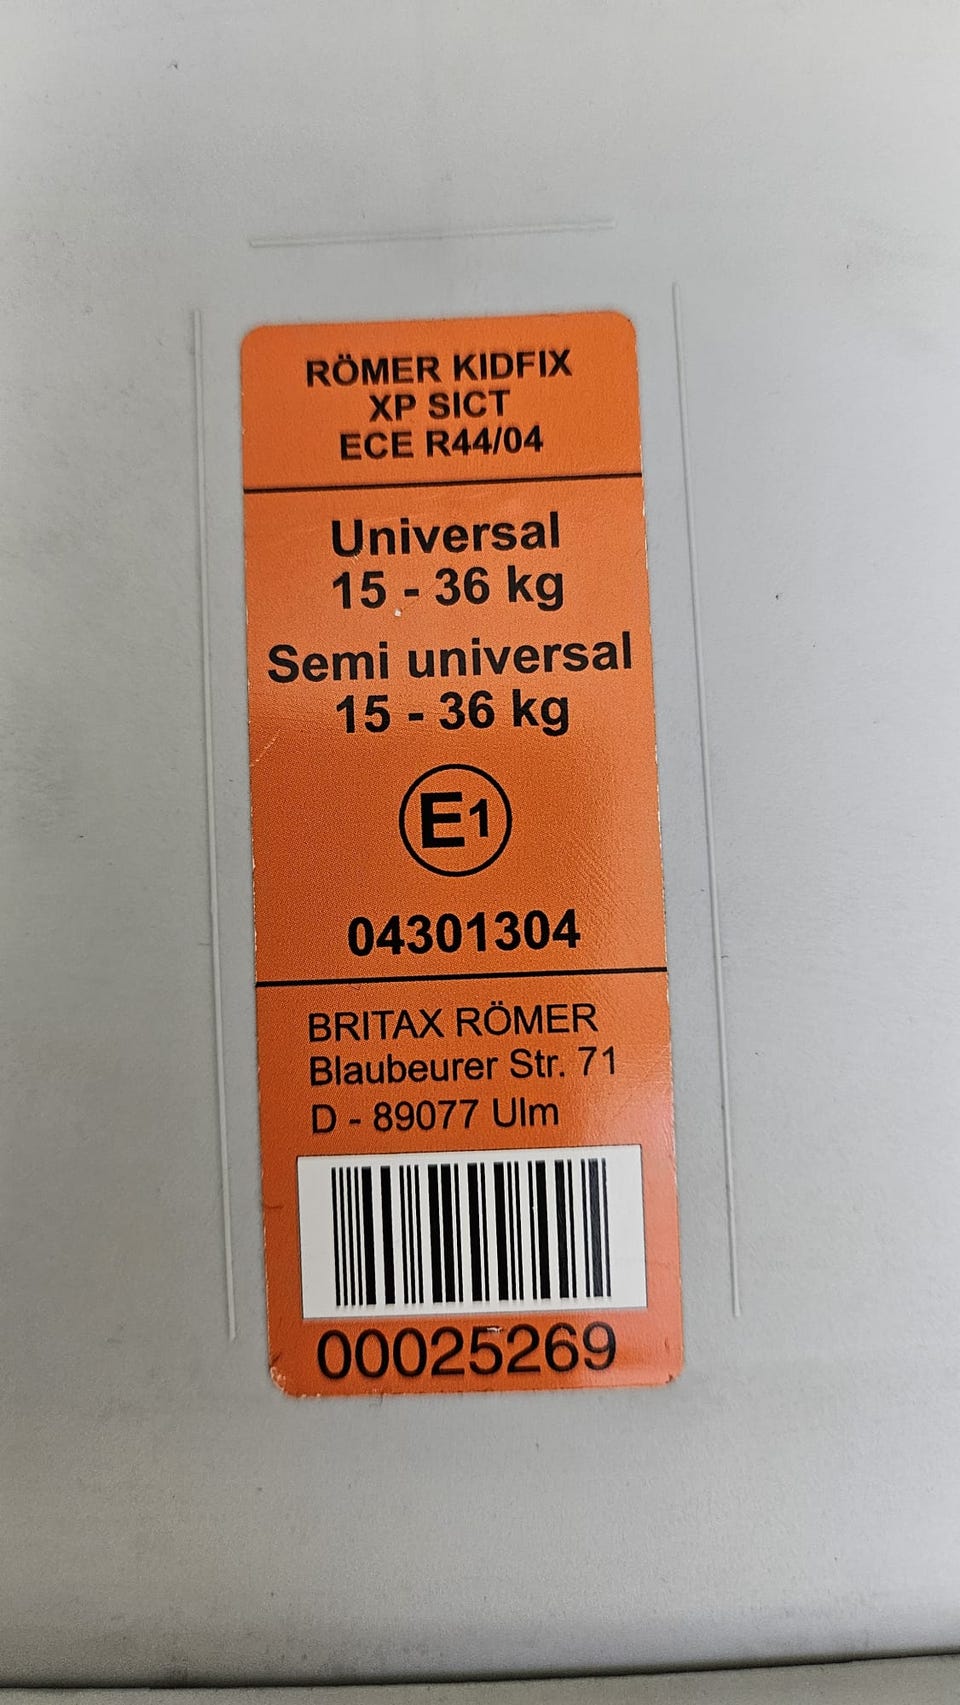 RÖMER KIDFIX
XP SICT
ECE R44/04
Universal
15 - 36 kg
Semi universal
15 - 36 kg
E1
04301304
BRITAX RÖMER
Blaubeurer Str. 71
D - 89077 Ulm
00025269